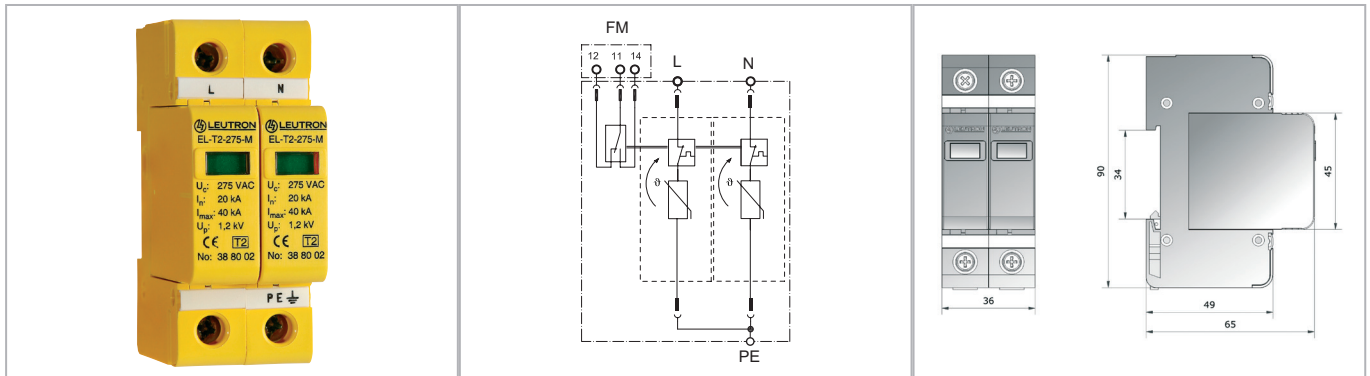 L N
LEUTRON LEUTRON
EL-T2-275-M EL-T2-275-M
Uc: 275 VAC Uc: 275 VAC
In: 20 kA In: 20 kA
Imax: 40 kA Imax: 40 kA
Up: 1,2 kV Up: 1,2 kV
CE T2 CE T2
No: 38 80 02 No: 38 80 02
PE
FM
12 11 14
L N
ϑ ϑ
PE
LEUTRON LEUTRON
36
90
34
45
49
65